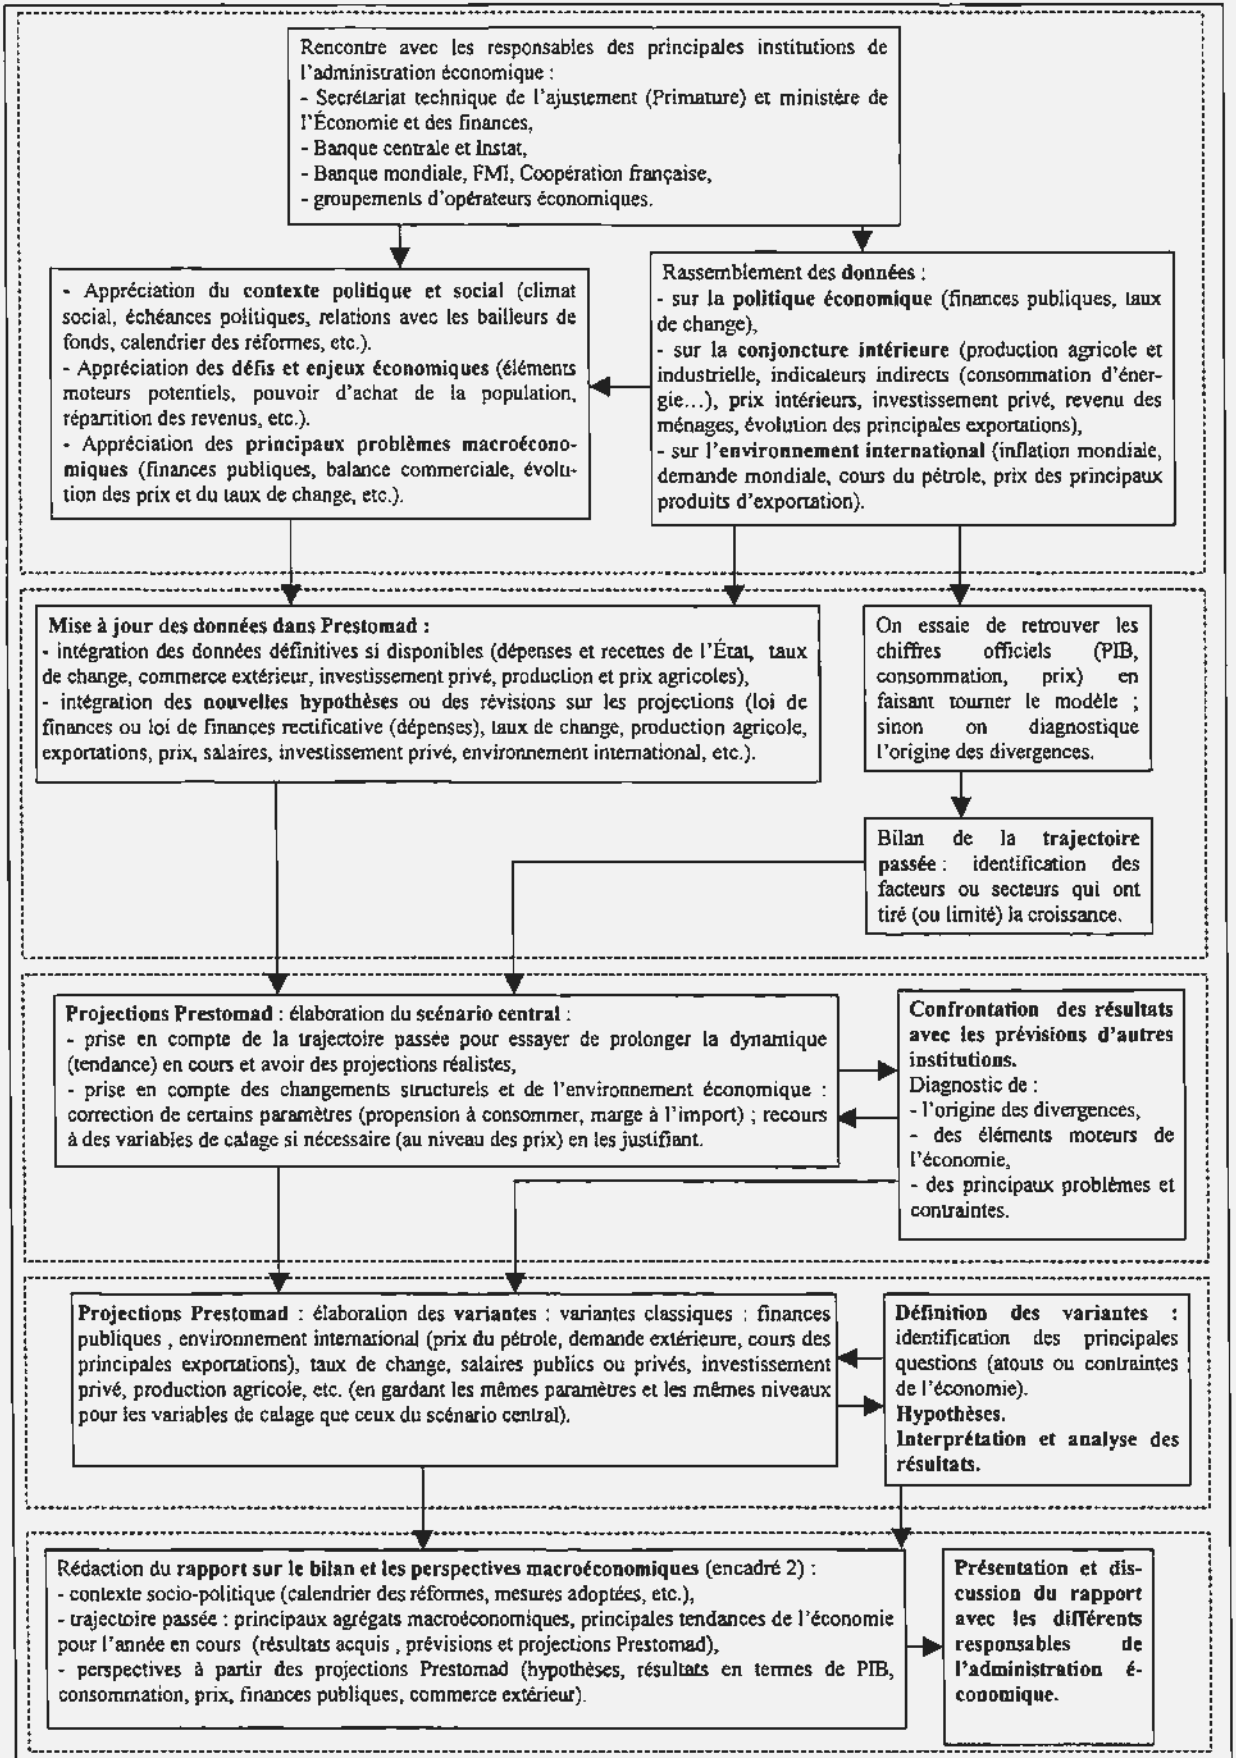 Rencontre avec les responsables des principales institutions de
l'administration économique :
- Secrétariat technique de l'ajustement (Primature) et ministère de
l'Économie et des finances,
- Banque centrale et Instat,
- Banque mondiale, FMI, Coopération française,
- groupements d'opérateurs économiques.
- Appréciation du contexte politique et social (climat
social, échéances politiques, relations avec les bailleurs de
fonds, calendrier des réformes, etc.).
- Appréciation des défis et enjeux économiques (éléments
moteurs potentiels, pouvoir d'achat de la population,
répartition des revenus, etc.).
- Appréciation des principaux problèmes macroécono-
miques (finances publiques, balance commerciale, évolu-
tion des prix et du taux de change, etc.).
Rassemblement des données :
- sur la politique économique (finances publiques, taux
de change),
- sur la conjoncture intérieure (production agricole et
industrielle, indicateurs indirects (consommation d'éner-
gie…), prix intérieurs, investissement privé, revenu des
ménages, évolution des principales exportations),
- sur l'environnement international (inflation mondiale,
demande mondiale, cours du pétrole, prix des principaux
produits d'exportation).
Mise à jour des données dans Prestomad :
- intégration des données définitives si disponibles (dépenses et recettes de l'État, taux
de change, commerce extérieur, investissement privé, production et prix agricoles),
- intégration des nouvelles hypothèses ou des révisions sur les projections (loi de
finances ou loi de finances rectificative (dépenses), taux de change, production agricole,
exportations, prix, salaires, investissement privé, environnement international, etc.).
On essaie de retrouver les
chiffres officiels (PIB,
consommation, prix) en
faisant tourner le modèle ;
sinon on diagnostique
l'origine des divergences.
Bilan de la trajectoire
passée : identification des
facteurs ou secteurs qui ont
tiré (ou limité) la croissance.
Projections Prestomad : élaboration du scénario central :
- prise en compte de la trajectoire passée pour essayer de prolonger la dynamique
(tendance) en cours et avoir des projections réalistes,
- prise en compte des changements structurels et de l'environnement économique :
correction de certains paramètres (propension à consommer, marge à l'import) ; recours
à des variables de calage si nécessaire (au niveau des prix) en les justifiant.
Confrontation des résultats
avec les prévisions d'autres
institutions.
Diagnostic de :
- l'origine des divergences,
- des éléments moteurs de
l'économie,
- des principaux problèmes et
contraintes.
Projections Prestomad : élaboration des variantes : variantes classiques : finances
publiques , environnement international (prix du pétrole, demande extérieure, cours des
principales exportations), taux de change, salaires publics ou privés, investissement
privé, production agricole, etc. (en gardant les mêmes paramètres et les mêmes niveaux
pour les variables de calage que ceux du scénario central).
Définition des variantes :
identification des principales
questions (atouts ou contraintes
de l'économie).
Hypothèses.
Interprétation et analyse des
résultats.
Rédaction du rapport sur le bilan et les perspectives macroéconomiques (encadré 2) :
- contexte socio-politique (calendrier des réformes, mesures adoptées, etc.),
- trajectoire passée : principaux agrégats macroéconomiques, principales tendances de l'économie
pour l'année en cours (résultats acquis , prévisions et projections Prestomad),
- perspectives à partir des projections Prestomad (hypothèses, résultats en termes de PIB,
consommation, prix, finances publiques, commerce extérieur).
Présentation et dis-
cussion du rapport
avec les différents
responsables de
l'administration é-
conomique.